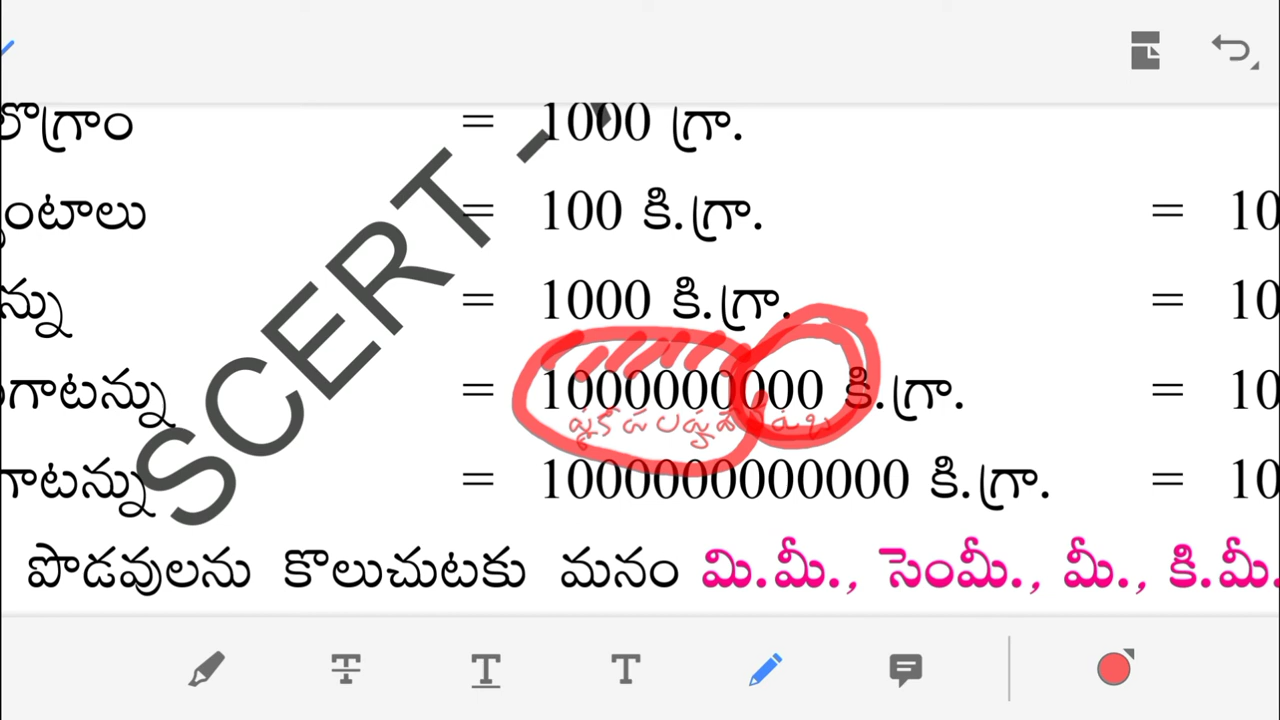 లోగ్రాం = 1000 గ్రా.
ంటాలు = 100 కి.గ్రా. = 10
న్ను = 1000 కి.గ్రా. = 10
గాటన్ను = 1000000000 కి.గ్రా. = 10
గాటన్ను = 1000000000000 కి.గ్రా. = 10
పొడవులను కొలుచుటకు మనం మి.మీ., సెంమీ., మీ., కి.మీ.
SCERT -